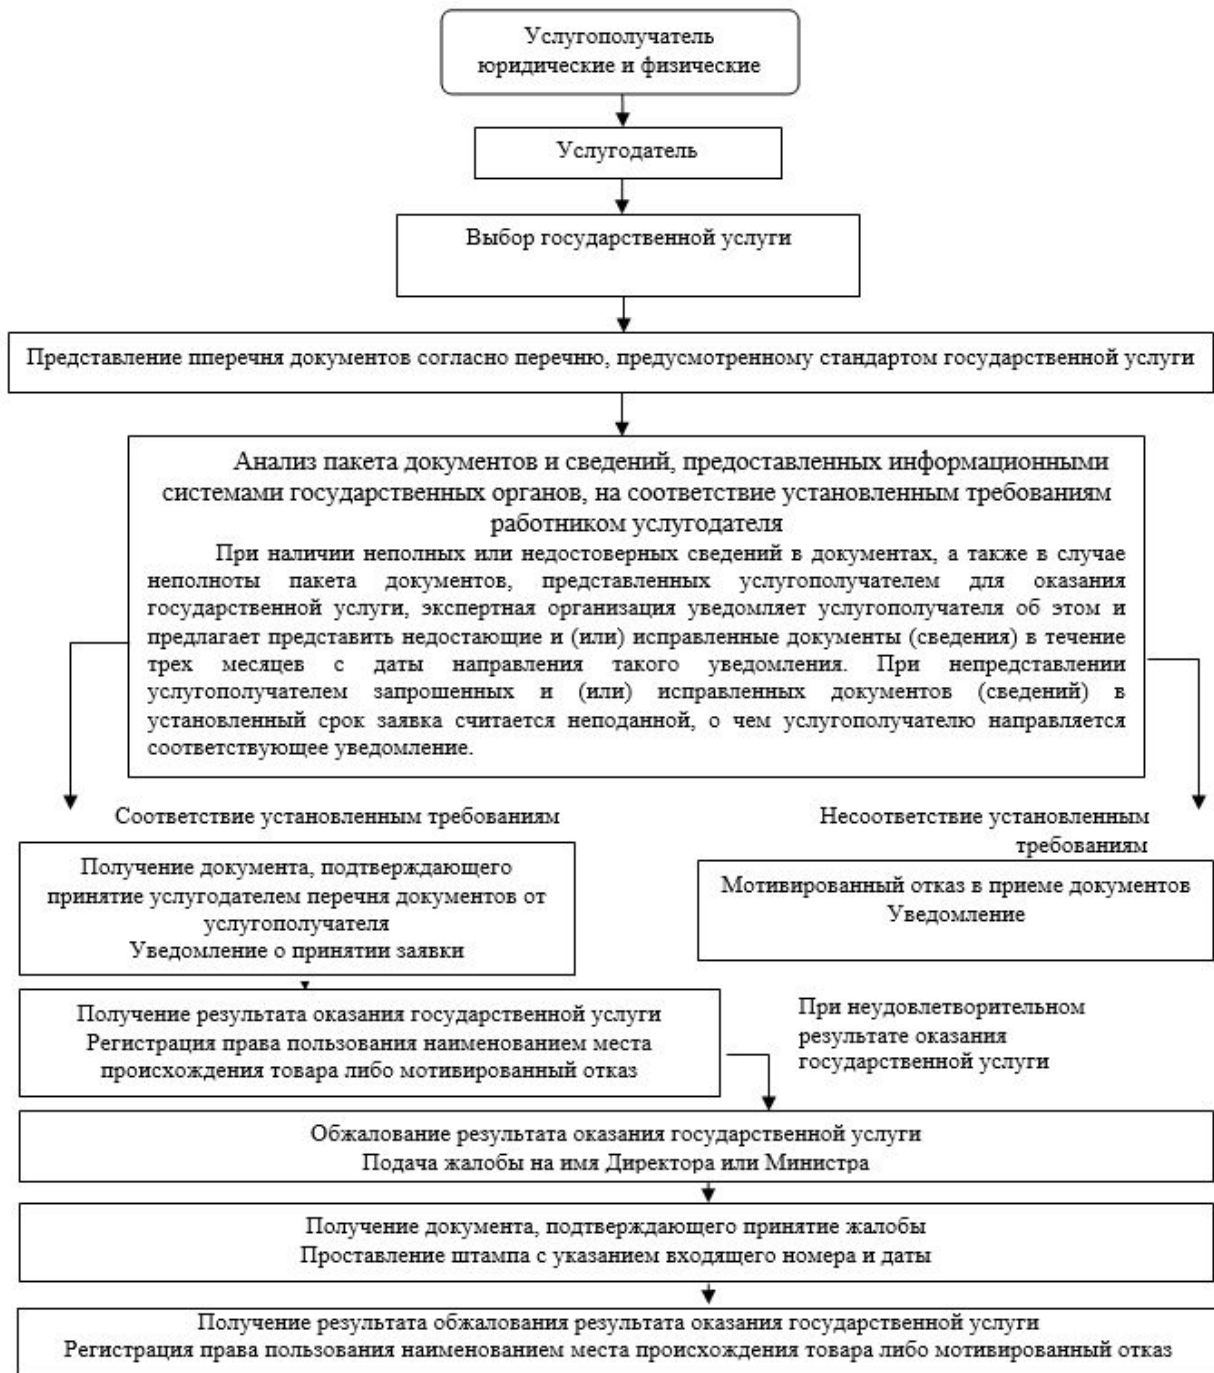 Услугополучатель
юридические и физические
Услугодатель
Выбор государственной услуги
Представление пперечня документов согласно перечню, предусмотренному стандартом государственной услуги
Анализ пакета документов и сведений, предоставленных информационными
системами государственных органов, на соответствие установленным требованиям
работником услугодателя
При наличии неполных или недостоверных сведений в документах, а также в случае
неполноты пакета документов, представленных услугополучателем для оказания
государственной услуги, экспертная организация уведомляет услугополучателя об этом и
предлагает представить недостающие и (или) исправленные документы (сведения) в течение
трех месяцев с даты направления такого уведомления. При непредставлении
услугополучателем запрошенных и (или) исправленных документов (сведений) в
установленный срок заявка считается неподанной, о чем услугополучателю направляется
соответствующее уведомление.
Соответствие установленным требованиям
Несоответствие установленным
требованиям
Получение документа, подтверждающего
принятие услугодателем перечня документов от
услугополучателя
Уведомление о принятии заявки
Мотивированный отказ в приеме документов
Уведомление
Получение результата оказания государственной услуги
Регистрация права пользования наименованием места
происхождения товара либо мотивированный отказ
При неудовлетворительном
результате оказания
государственной услуги
Обжалование результата оказания государственной услуги
Подача жалобы на имя Директора или Министра
Получение документа, подтверждающего принятие жалобы
Проставление штампа с указанием входящего номера и даты
Получение результата обжалования результата оказания государственной услуги
Регистрация права пользования наименованием места происхождения товара либо мотивированный отказ